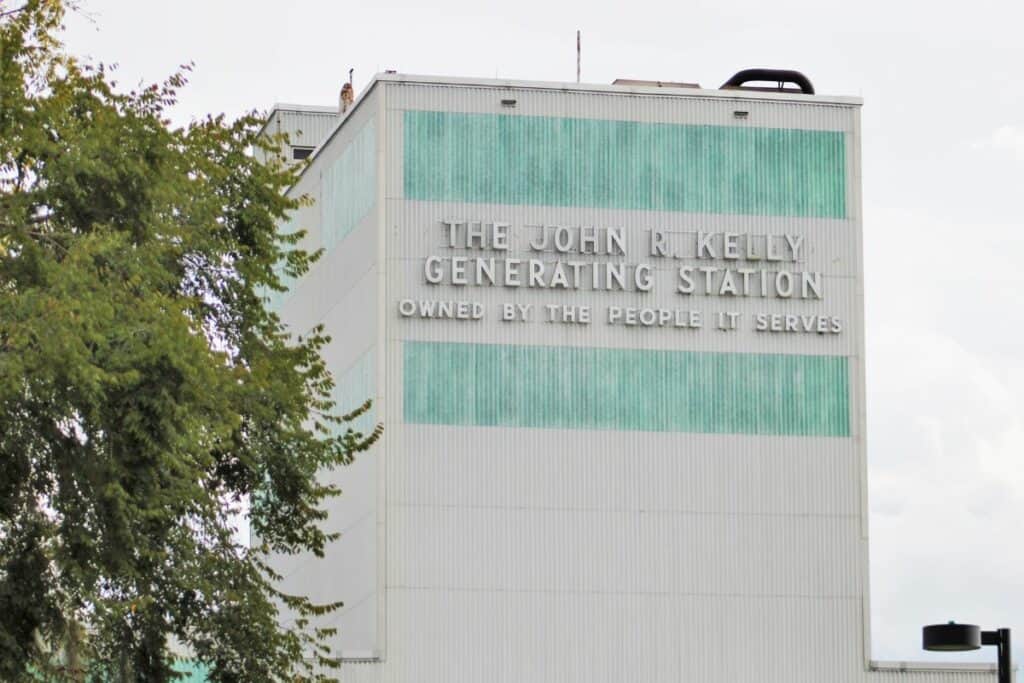 THE JOHN R. KELLY
GENERATING STATION
OWNED BY THE PEOPLE IT SERVES